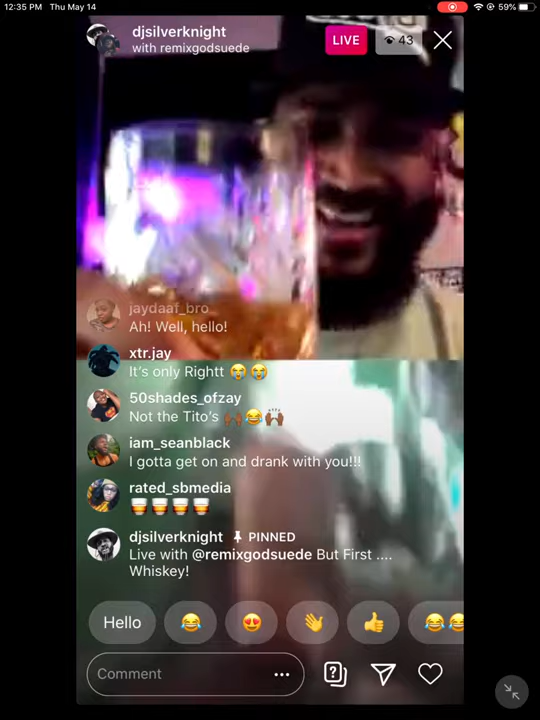 12:35 PM Thu May 14
59%
djsilverknight
with remixgodsuede
LIVE
43
jaydaaf_bro
Ah! Well, hello!
xtr.jay
It's only Rightt 😭😭
50shades_ofzay
Not the Tito's 🙌🏾😂🙌🏾
iam_seanblack
I gotta get on and drank with you!!!
rated_sbmedia
🥃🥃🥃🥃
djsilverknight PINNED
Live with @remixgodsuede But First ....
Whiskey!
Hello 😂 😍 👋 👍 😂😂
Comment